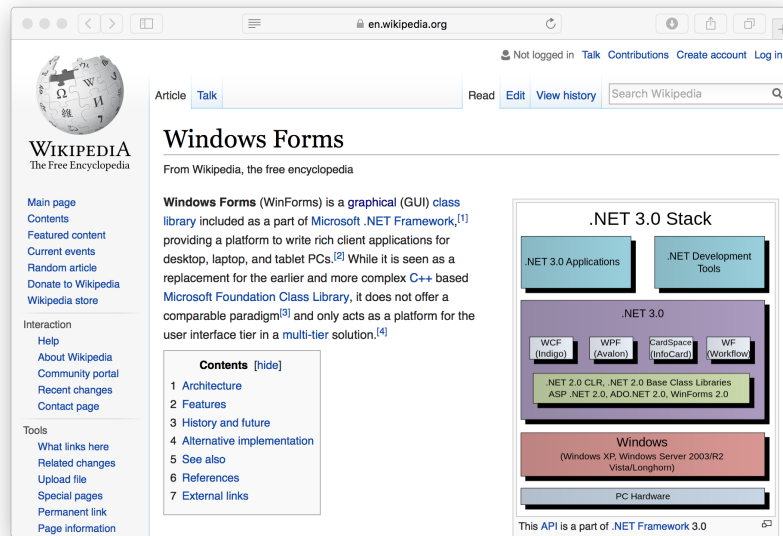 en.wikipedia.org
Not logged in Talk Contributions Create account Log in
Article Talk
Read Edit View history Search Wikipedia
WIKIPEDIA
The Free Encyclopedia
Main page
Contents
Featured content
Current events
Random article
Donate to Wikipedia
Wikipedia store
Interaction
Help
About Wikipedia
Community portal
Recent changes
Contact page
Tools
What links here
Related changes
Upload file
Special pages
Permanent link
Page information
Windows Forms
From Wikipedia, the free encyclopedia
Windows Forms (WinForms) is a graphical (GUI) class
library included as a part of Microsoft .NET Framework,[1]
providing a platform to write rich client applications for
desktop, laptop, and tablet PCs.[2] While it is seen as a
replacement for the earlier and more complex C++ based
Microsoft Foundation Class Library, it does not offer a
comparable paradigm[3] and only acts as a platform for the
user interface tier in a multi-tier solution.[4]
Contents [hide]
1 Architecture
2 Features
3 History and future
4 Alternative implementation
5 See also
6 References
7 External links
.NET 3.0 Stack
.NET 3.0 Applications
.NET Development
Tools
.NET 3.0
WCF
(Indigo)
WPF
(Avalon)
CardSpace
(InfoCard)
WF
(Workflow)
.NET 2.0 CLR, .NET 2.0 Base Class Libraries
ASP .NET 2.0, ADO.NET 2.0, WinForms 2.0
Windows
(Windows XP, Windows Server 2003/R2
Vista/Longhorn)
PC Hardware
This API is a part of .NET Framework 3.0